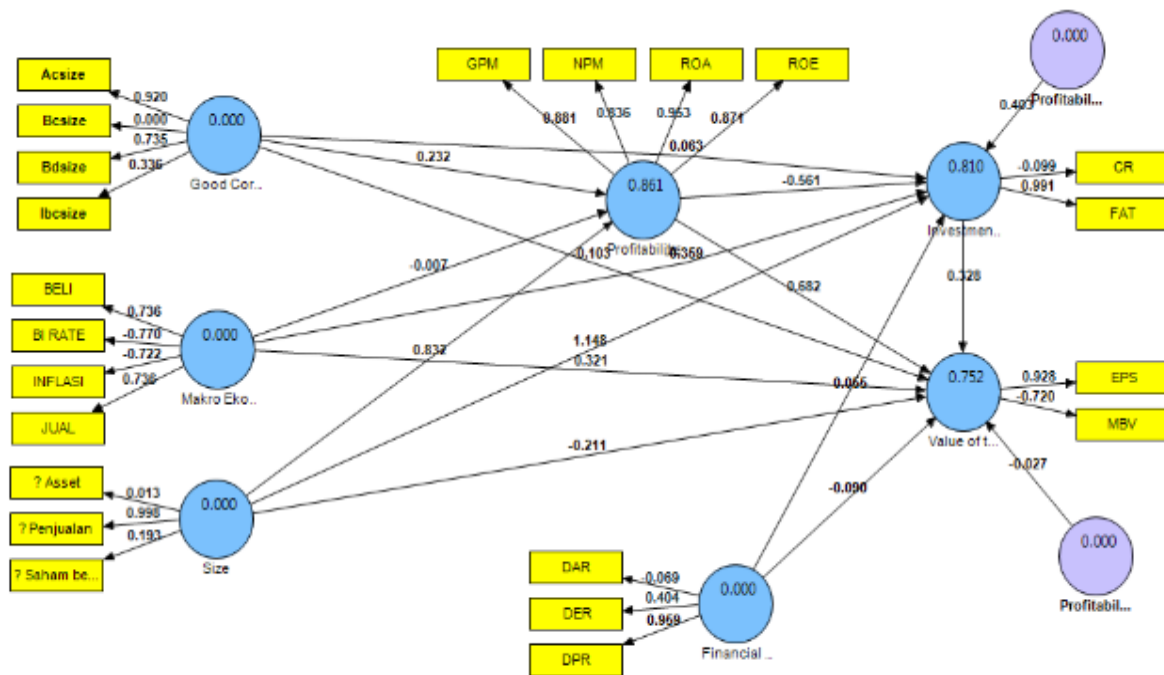 0.000
GPM
NPM
ROA
ROE
Acsize
0.920
0.000
Profitabil...
Bcsize
0.000
0.881
0.836
0.953
0.871
0.403
Bdsize
0.735
0.336
Good Cor..
0.232
0.063
0.861
-0.561
0.810
-0.099
CR
0.991
FAT
Ibcsize
Profitability
Investmen..
-0.103
0.369
-0.007
0.682
0.328
BELI
0.736
BI RATE
-0.770
0.000
INFLASI
-0.722
0.736
Makro Eko..
JUAL
0.832
1.148
0.321
0.066
0.752
0.928
EPS
-0.720
MBV
Value of t..
-0.211
-0.090
-0.027
? Asset
0.013
0.000
? Penjualan
0.998
0.193
? Saham be...
Size
DAR
-0.069
DER
0.404
0.000
0.969
DPR
Financial ..
0.000
Profitabil...